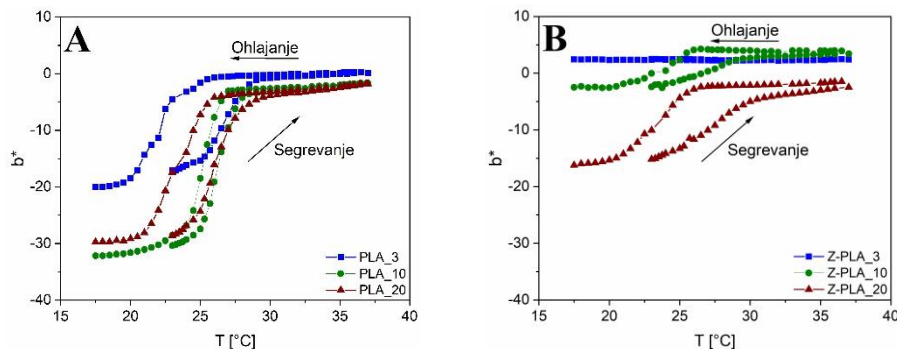 A
10
0
-10
-20
-30
-40
b*
15
20
25
30
35
40
T [°C]
Ohlajanje
Segrevanje
PLA_3
PLA_10
PLA_20
B
10
0
-10
-20
-30
-40
b*
15
20
25
30
35
40
T [°C]
Ohlajanje
Segrevanje
Z-PLA_3
Z-PLA_10
Z-PLA_20